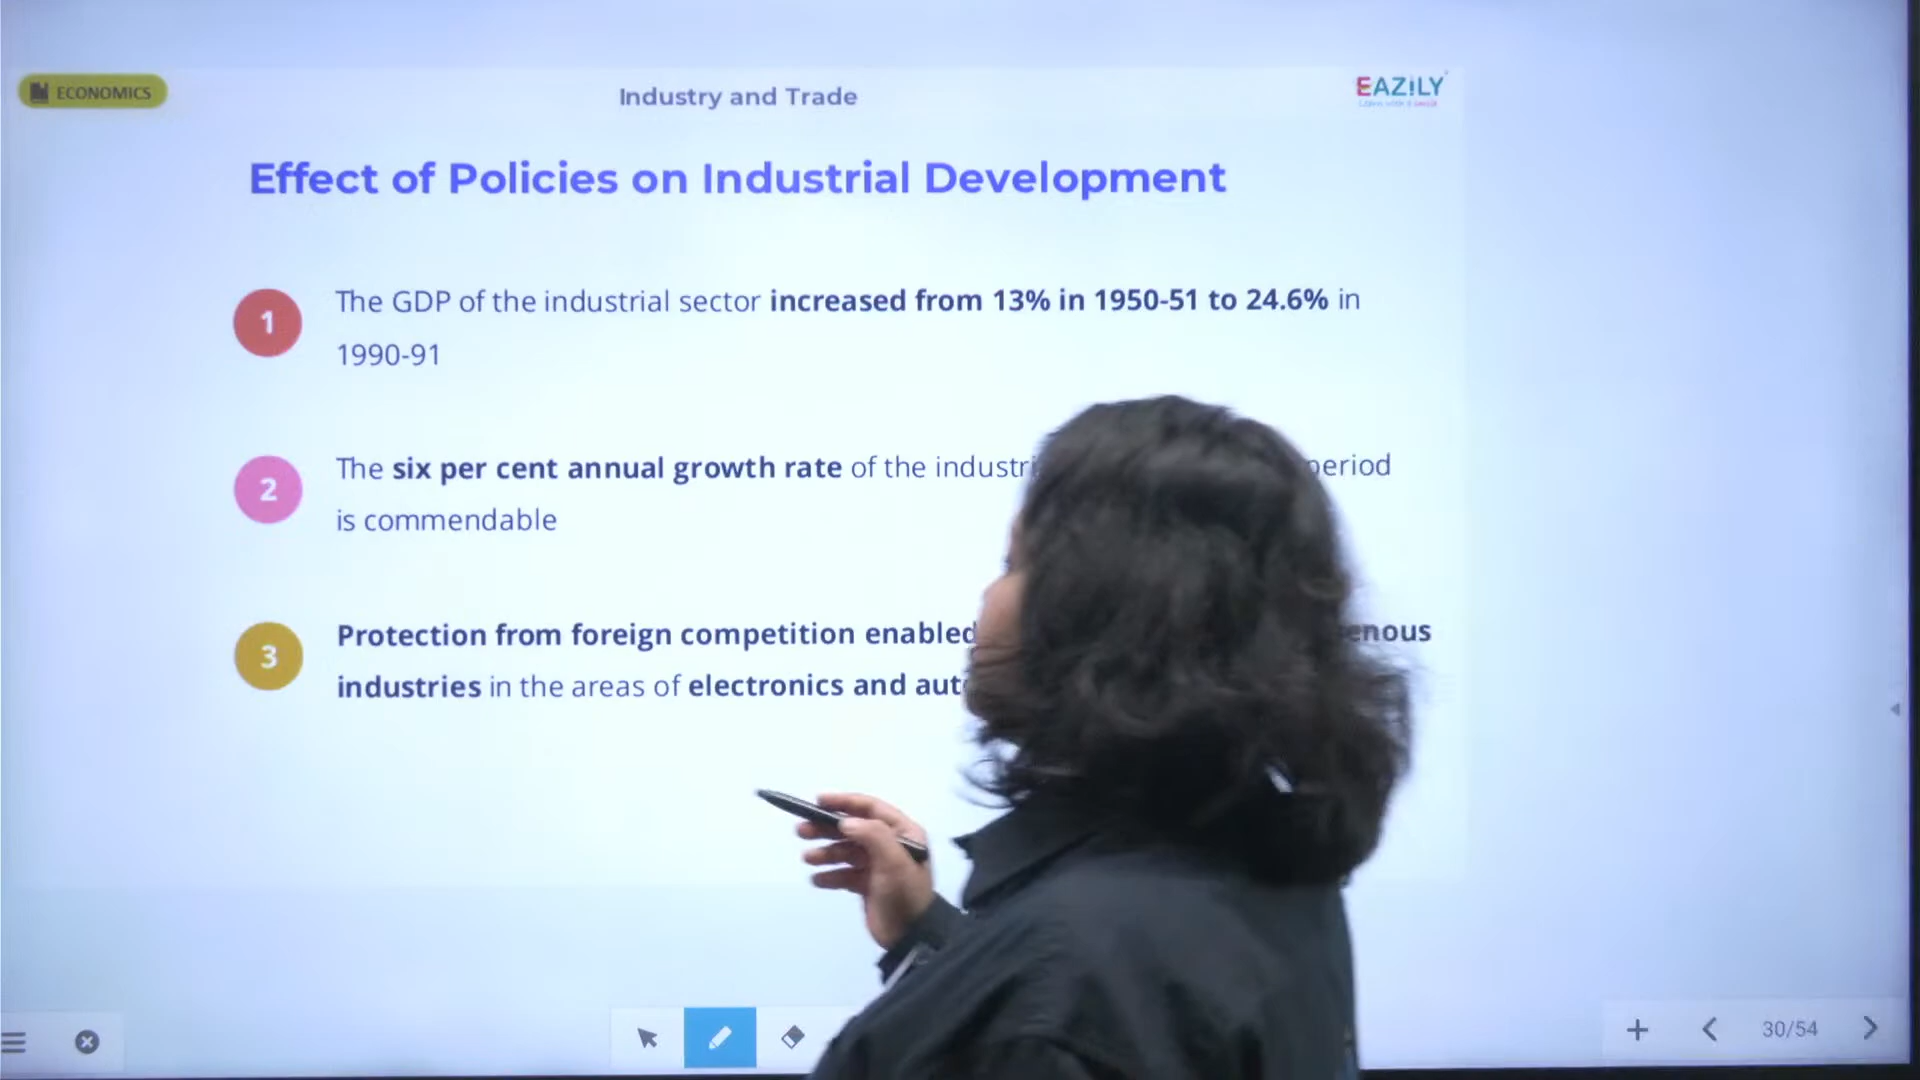 ECONOMICS
Industry and Trade
EAZiLY
Effect of Policies on Industrial Development
1
The GDP of the industrial sector increased from 13% in 1950-51 to 24.6% in
1990-91
2
The six per cent annual growth rate of the industri period
is commendable
3
Protection from foreign competition enabled enous
industries in the areas of electronics and aut
30/54